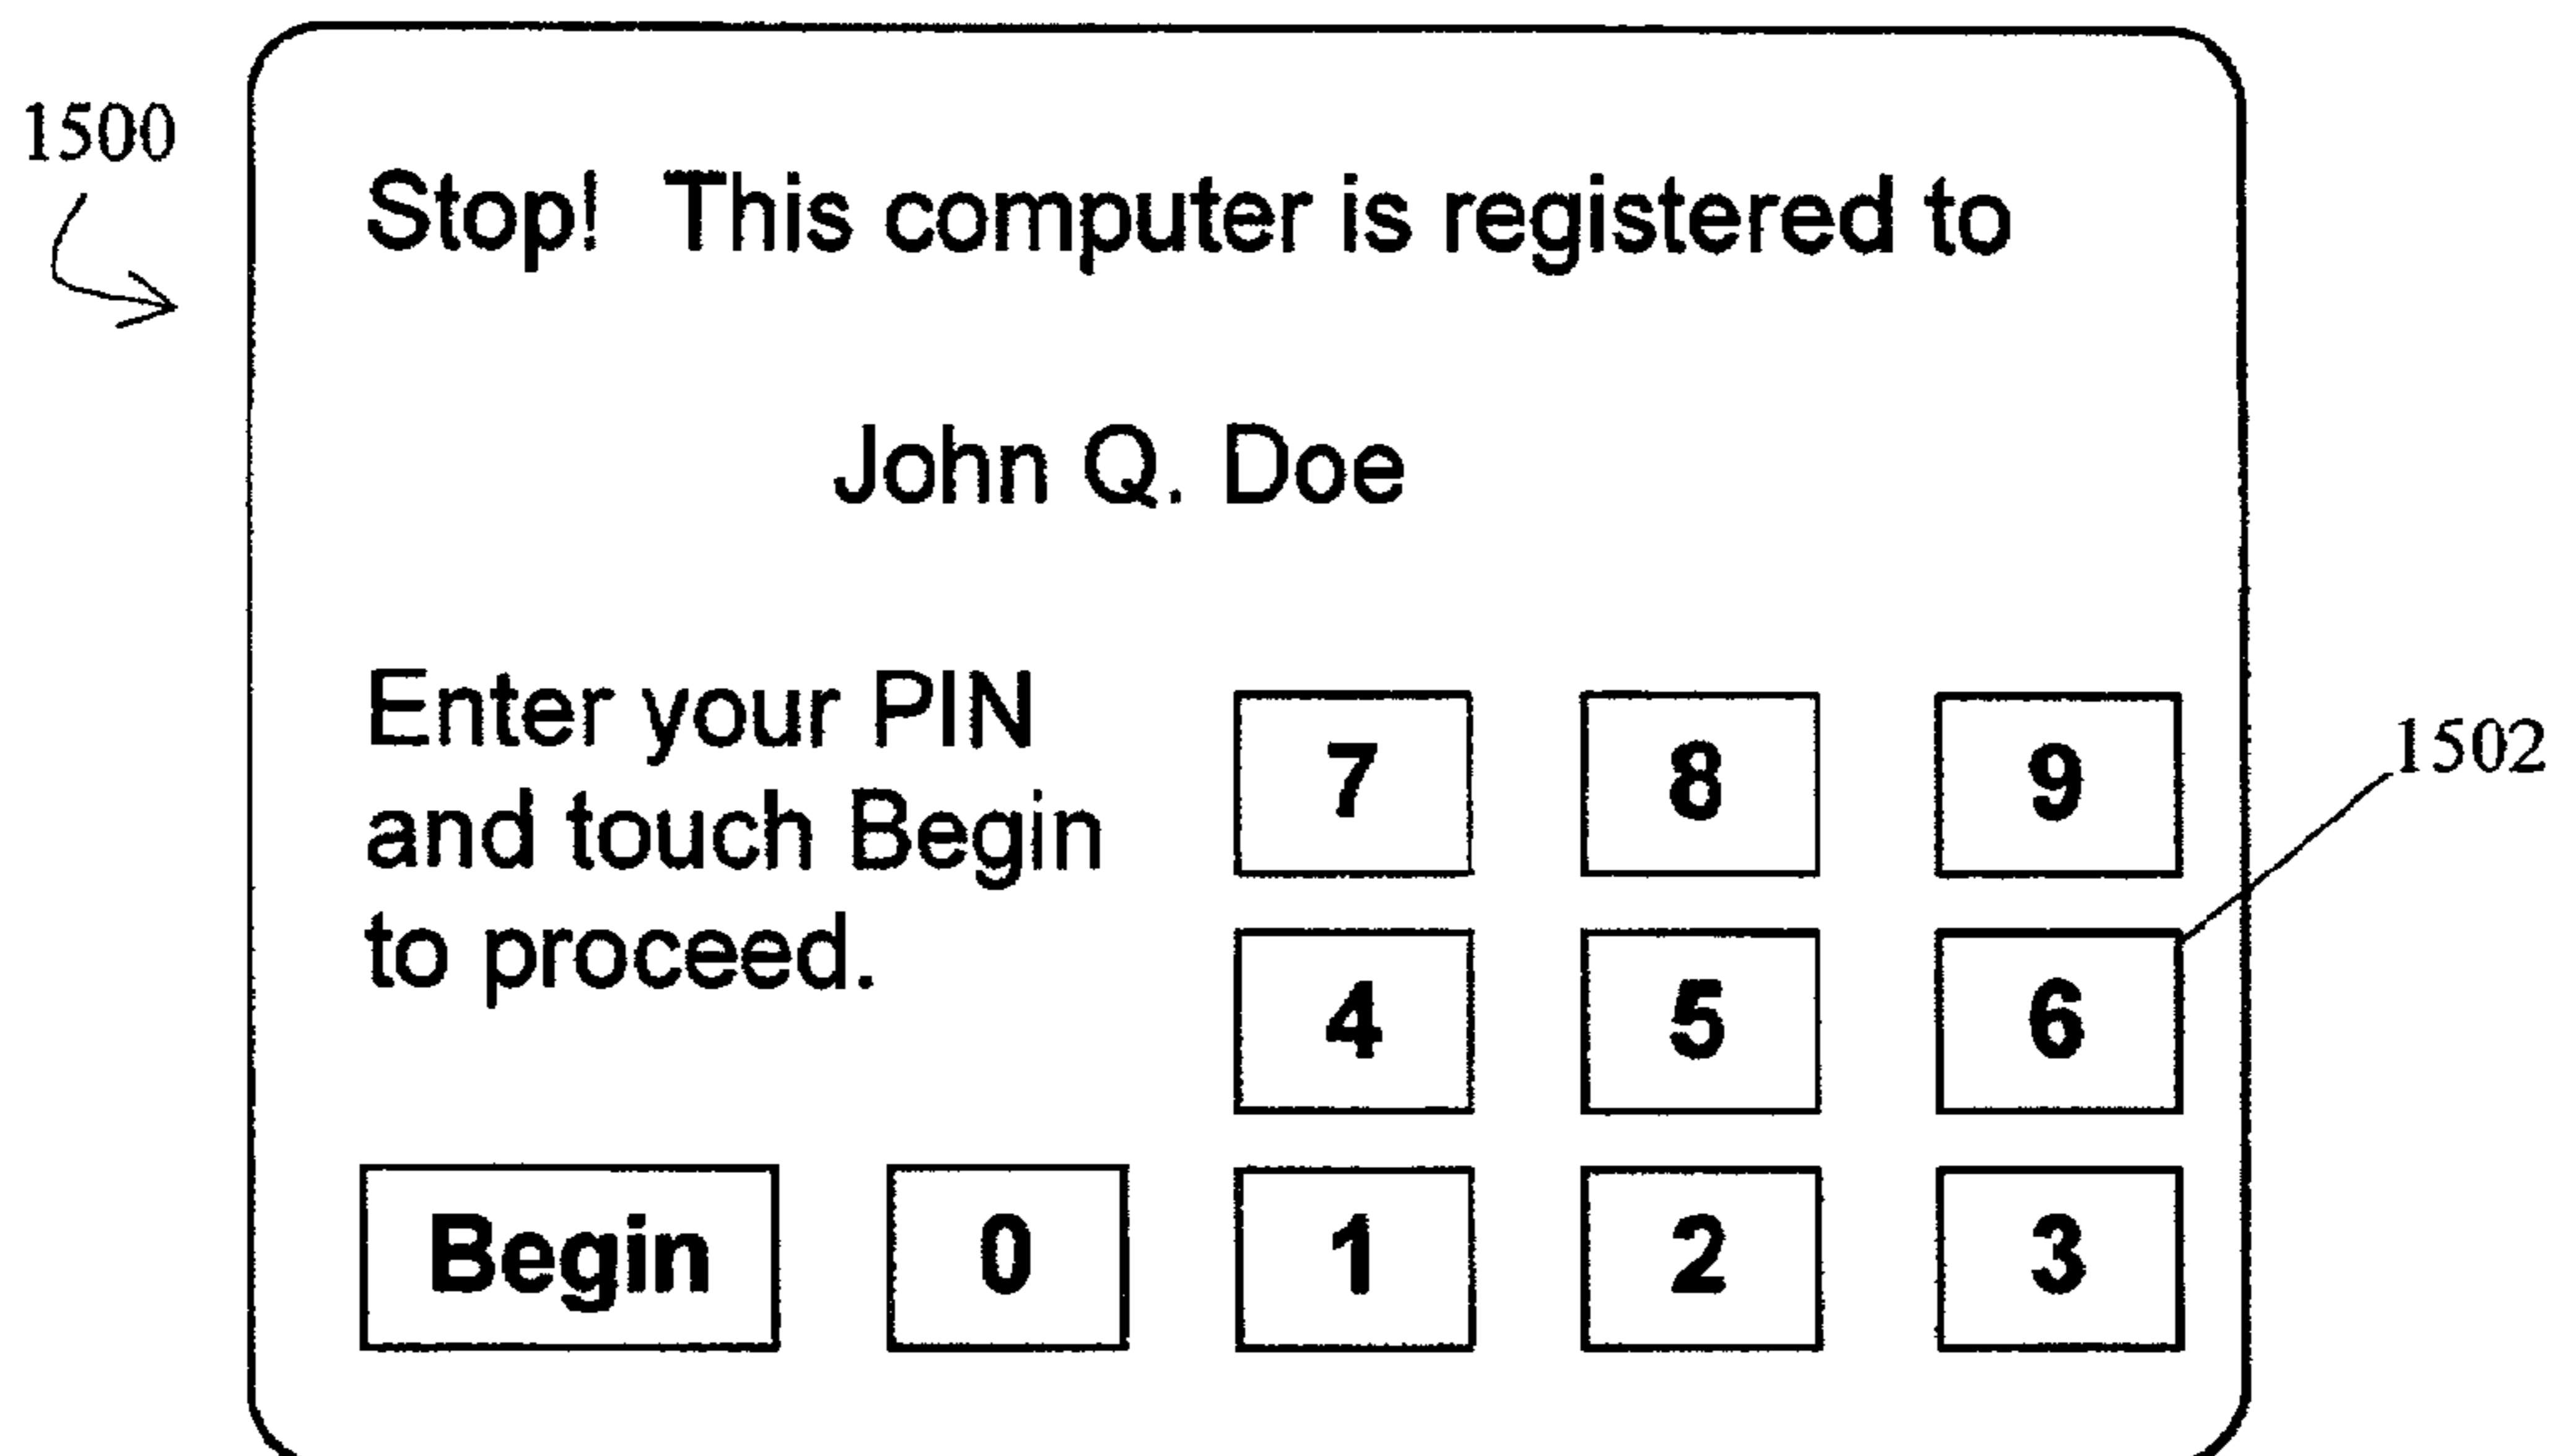 1500
Stop! This computer is registered to
John Q. Doe
Enter your PIN
and touch Begin
to proceed.
7 8 9
1502
4 5 6
Begin 0 1 2 3